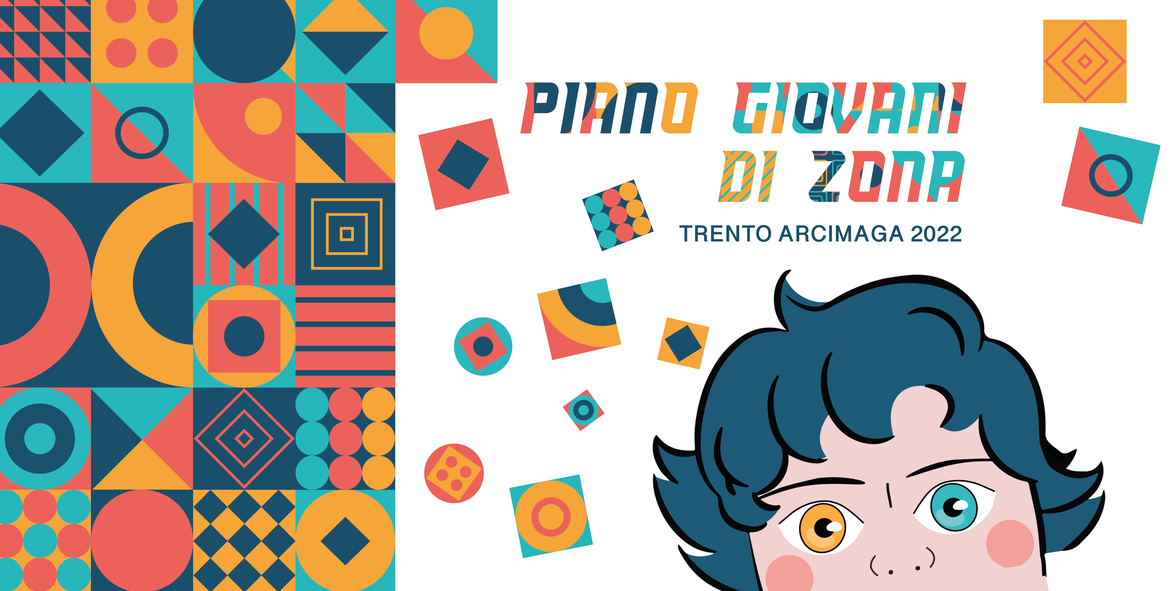 PIANO GIOVANI
DI ZONA
TRENTO ARCIMAGA 2022